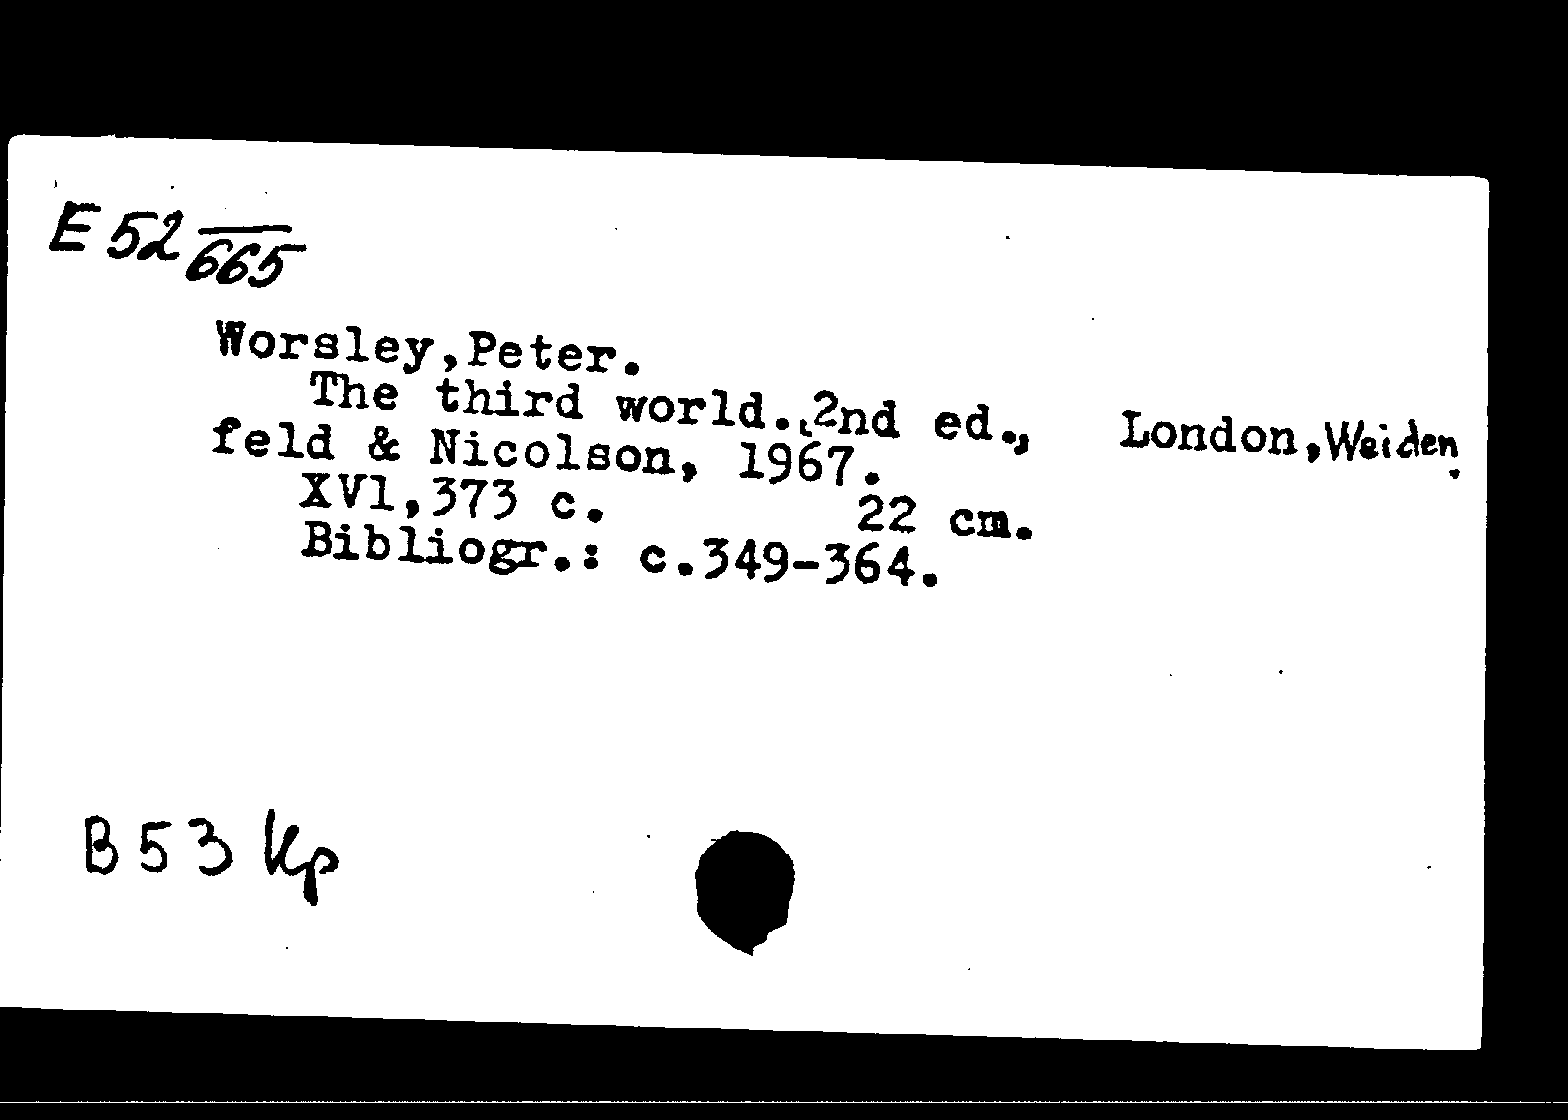 E 52 665
Worsley,Peter.
The third world.,2nd ed., London,Weiden
feld & Nicolson, 1967.
XVl,373 c. 22 cm.
Bibliogr.: c.349-364.
B 53 Kp